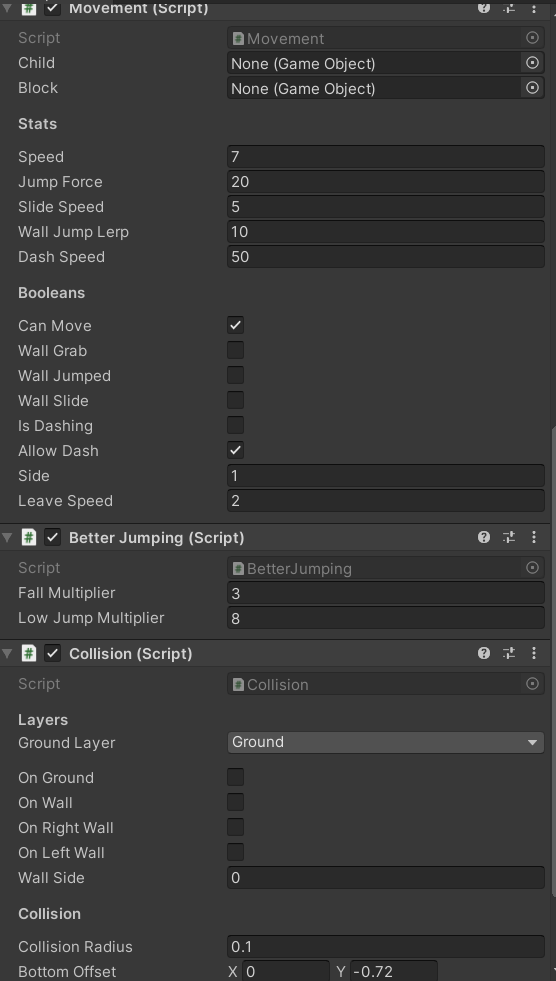 Movement (Script)
Script Movement
Child None (Game Object)
Block None (Game Object)
Stats
Speed 7
Jump Force 20
Slide Speed 5
Wall Jump Lerp 10
Dash Speed 50
Booleans
Can Move
Wall Grab
Wall Jumped
Wall Slide
Is Dashing
Allow Dash
Side 1
Leave Speed 2
# Better Jumping (Script)
Script BetterJumping
Fall Multiplier 3
Low Jump Multiplier 8
# Collision (Script)
Script Collision
Layers
Ground Layer Ground
On Ground
On Wall
On Right Wall
On Left Wall
Wall Side 0
Collision
Collision Radius 0.1
Bottom Offset X 0 Y -0.72